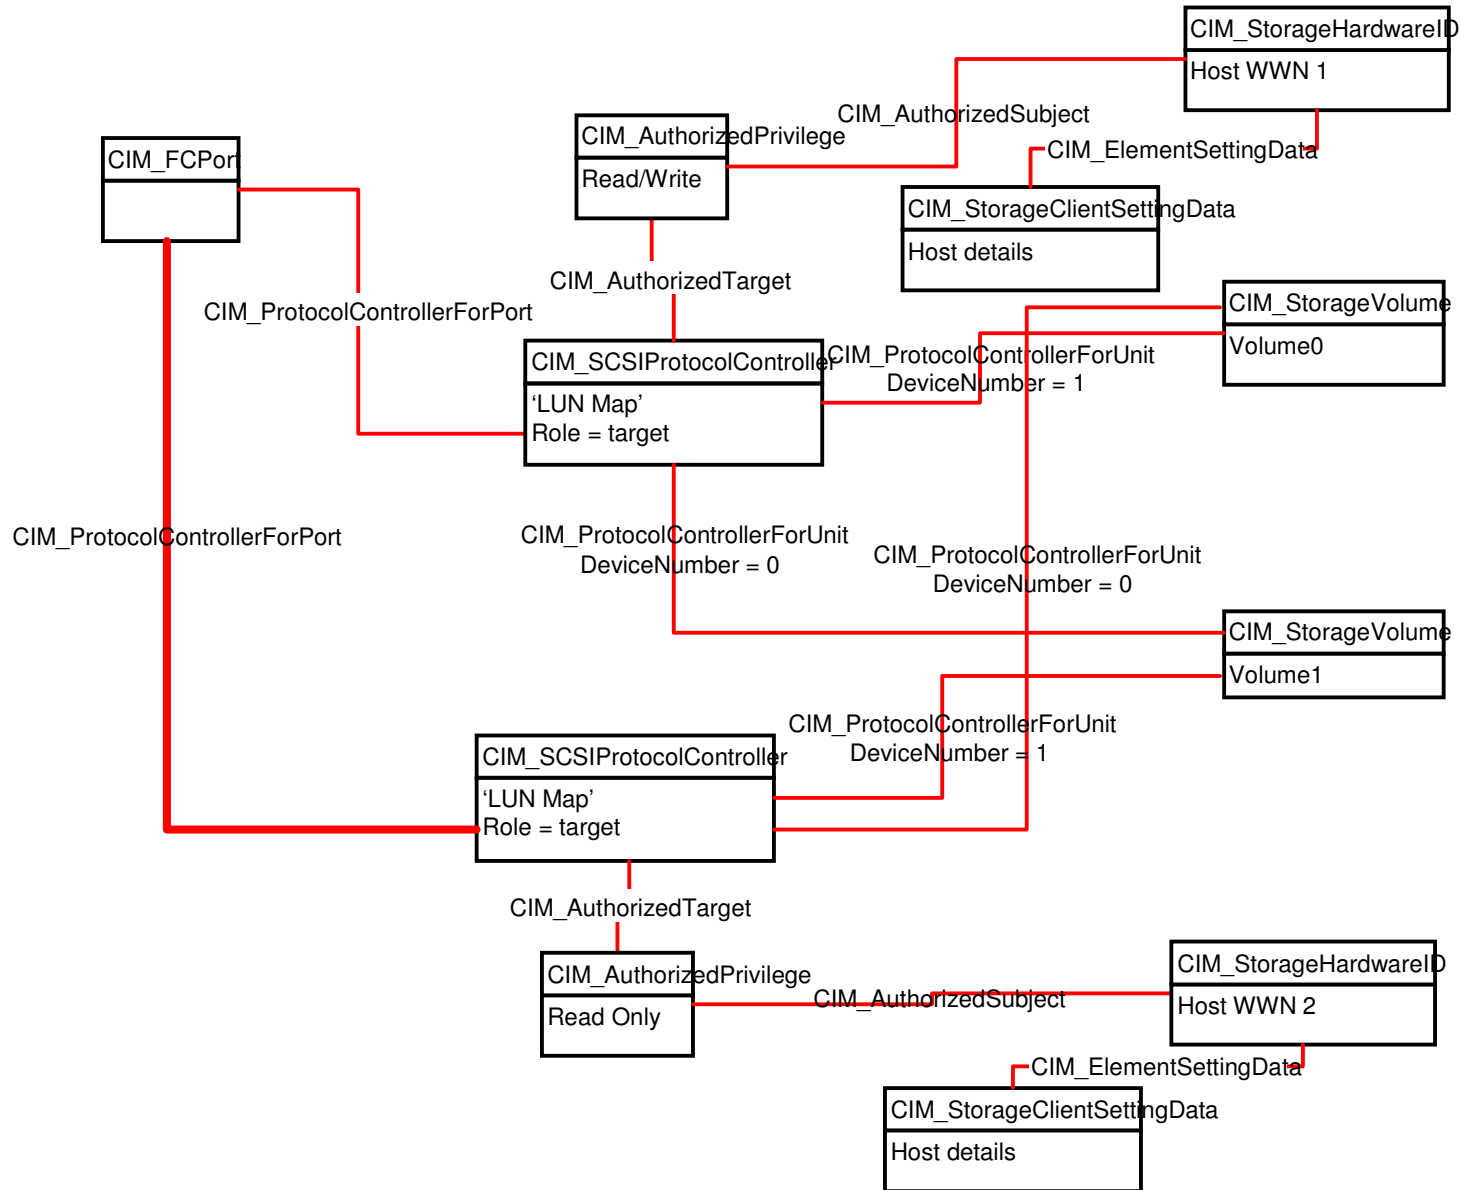 CIM_StorageHardwareID
Host WWN 1
CIM_AuthorizedSubject
CIM_AuthorizedPrivilege
Read/Write
CIM_ElementSettingData
CIM_FCPort
CIM_StorageClientSettingData
Host details
CIM_AuthorizedTarget
CIM_ProtocolControllerForPort
CIM_StorageVolume
Volume0
CIM_SCSIProtocolController
‘LUN Map’
Role = target
CIM_ProtocolControllerForUnit
DeviceNumber = 1
CIM_ProtocolControllerForPort
CIM_ProtocolControllerForUnit
DeviceNumber = 0
CIM_ProtocolControllerForUnit
DeviceNumber = 0
CIM_StorageVolume
Volume1
CIM_ProtocolControllerForUnit
DeviceNumber = 1
CIM_SCSIProtocolController
‘LUN Map’
Role = target
CIM_AuthorizedTarget
CIM_AuthorizedPrivilege
Read Only
CIM_AuthorizedSubject
CIM_StorageHardwareID
Host WWN 2
CIM_ElementSettingData
CIM_StorageClientSettingData
Host details